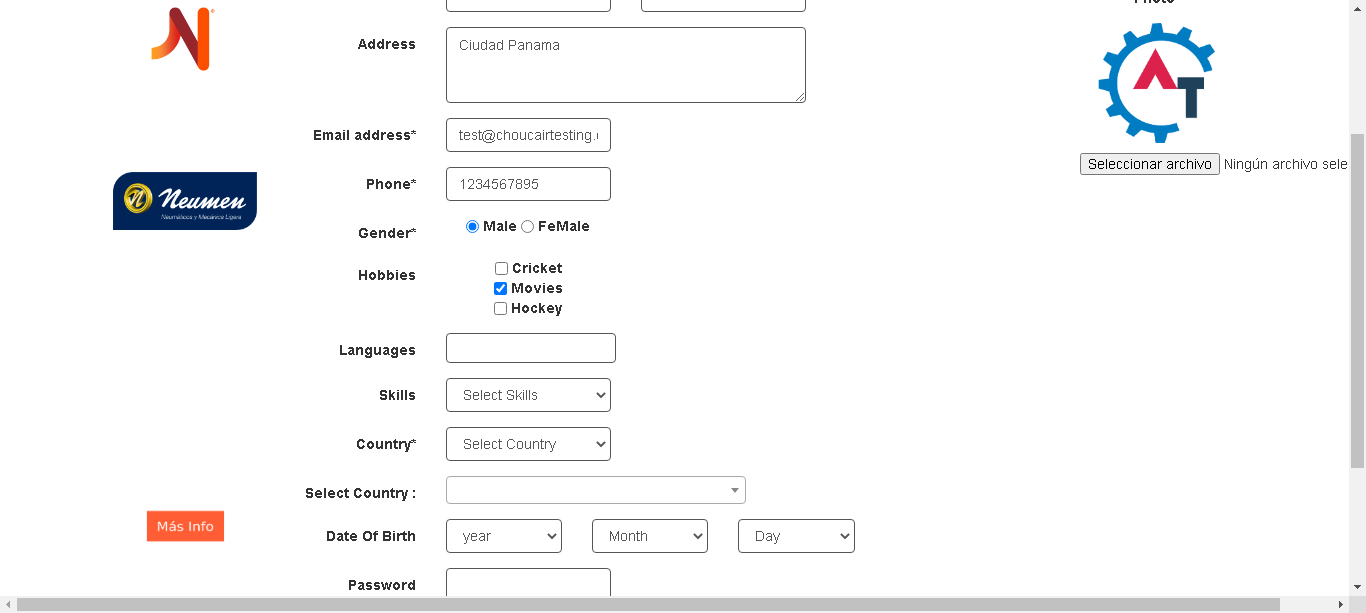 Photo
Address
Ciudad Panama
Email address*
test@choucairtesting.
Seleccionar archivo Ningún archivo sele
Phone*
1234567895
Neumen
Neumáticos y Mecánica Ligera
Gender*
Male FeMale
Hobbies
Cricket
Movies
Hockey
Languages
Skills
Select Skills
Country*
Select Country
Select Country :
Más Info
Date Of Birth
year Month Day
Password